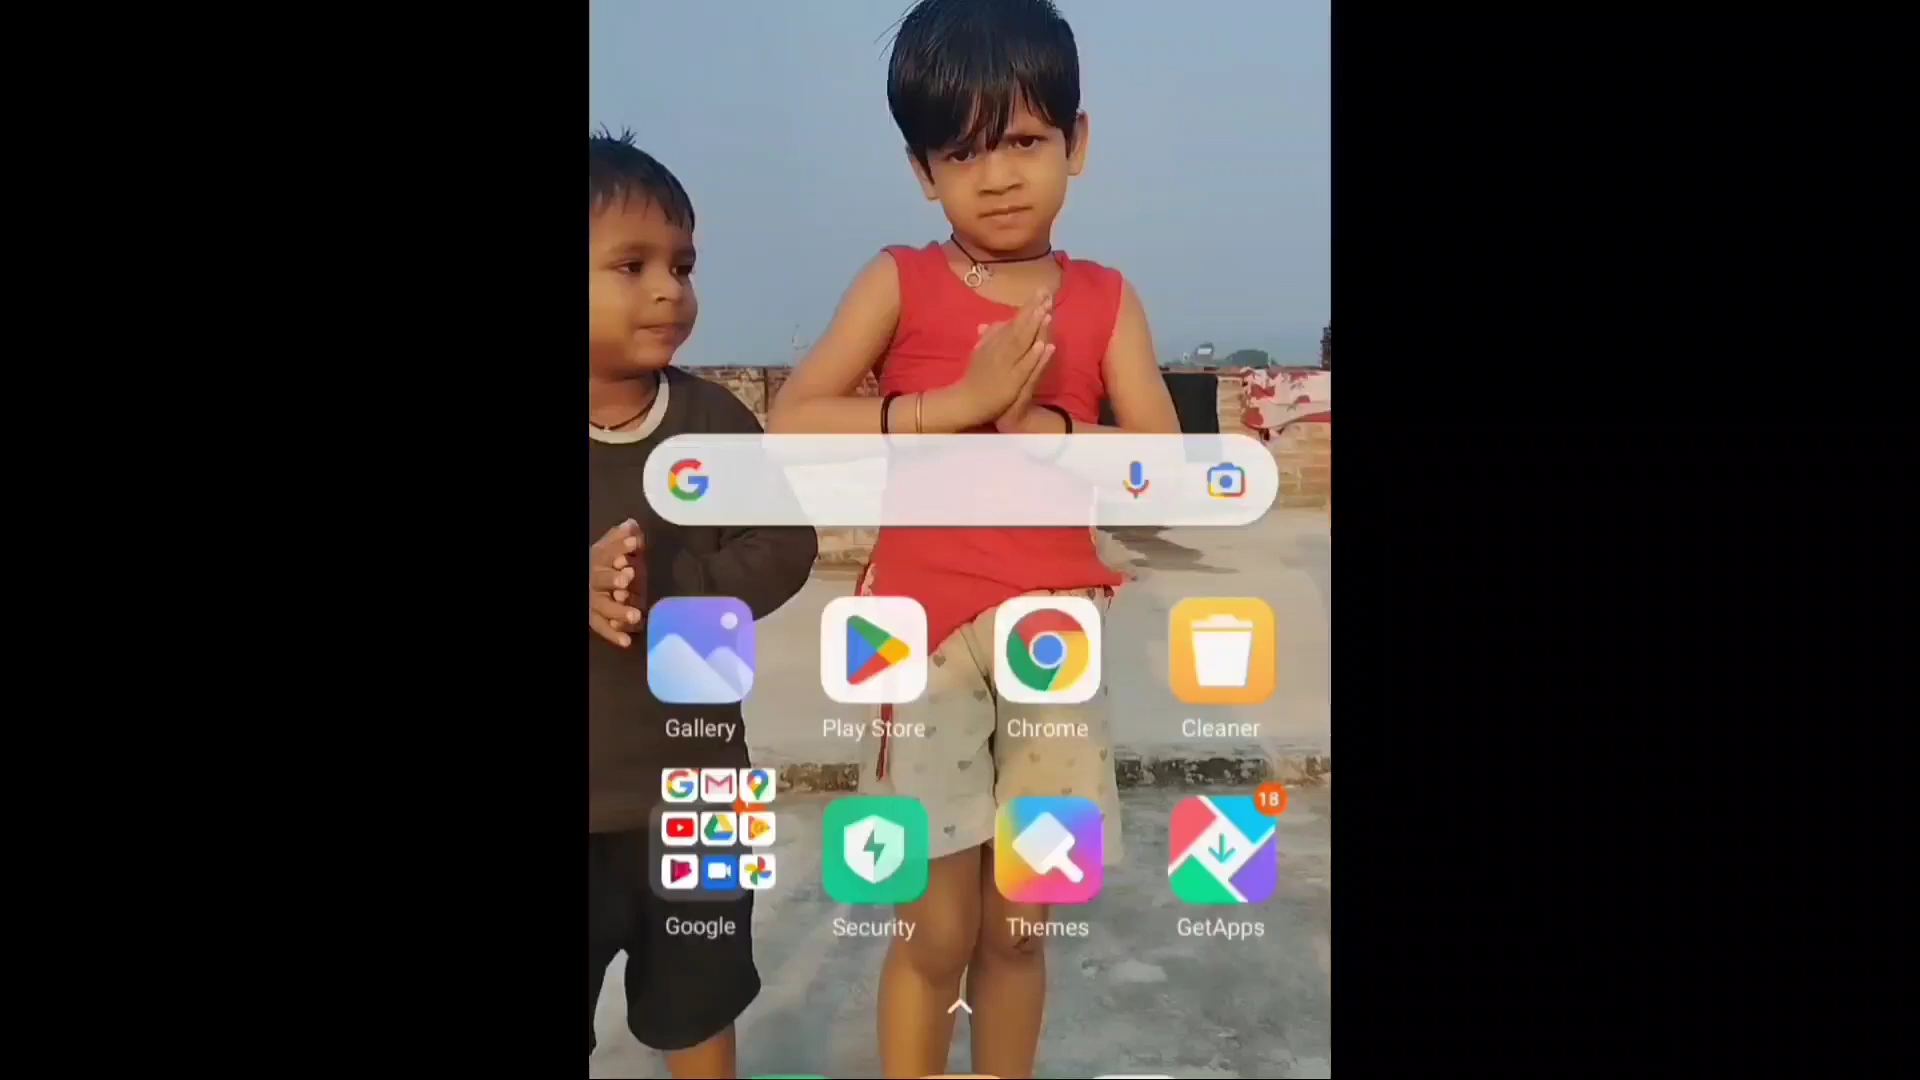 Gallery
Play Store
Chrome
Cleaner
18
Google
Security
Themes
GetApps